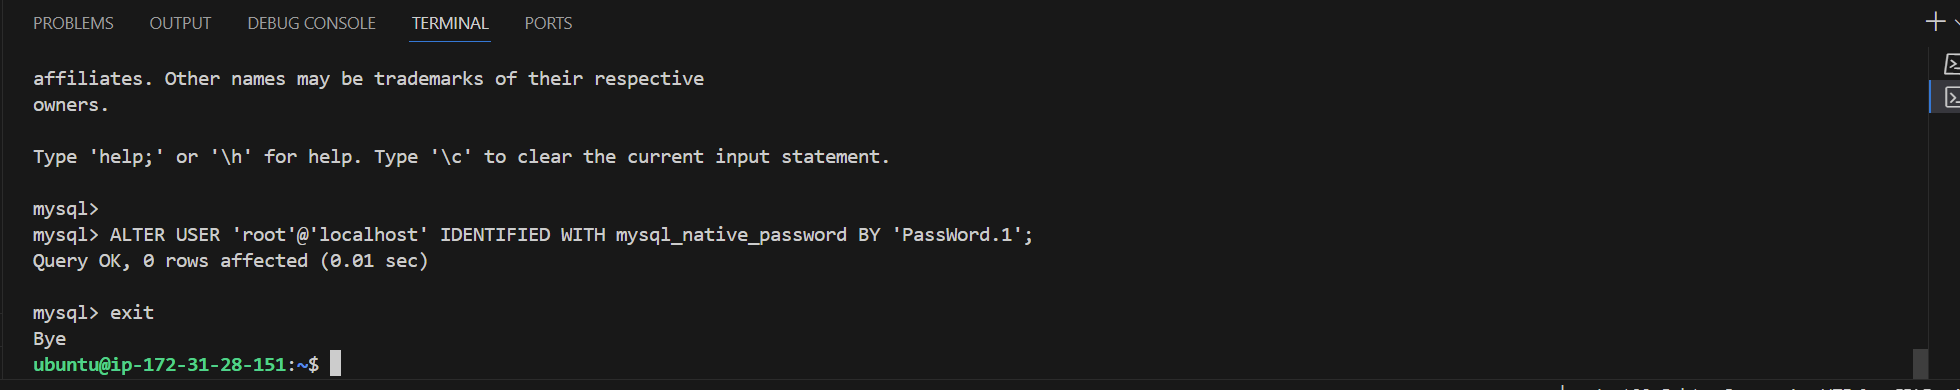 PROBLEMS OUTPUT DEBUG CONSOLE TERMINAL PORTS
affiliates. Other names may be trademarks of their respective
owners.
Type 'help;' or '\h' for help. Type '\c' to clear the current input statement.
mysql>
mysql> ALTER USER 'root'@'localhost' IDENTIFIED WITH mysql_native_password BY 'PassWord.1';
Query OK, 0 rows affected (0.01 sec)
mysql> exit
Bye
ubuntu@ip-172-31-28-151:~$